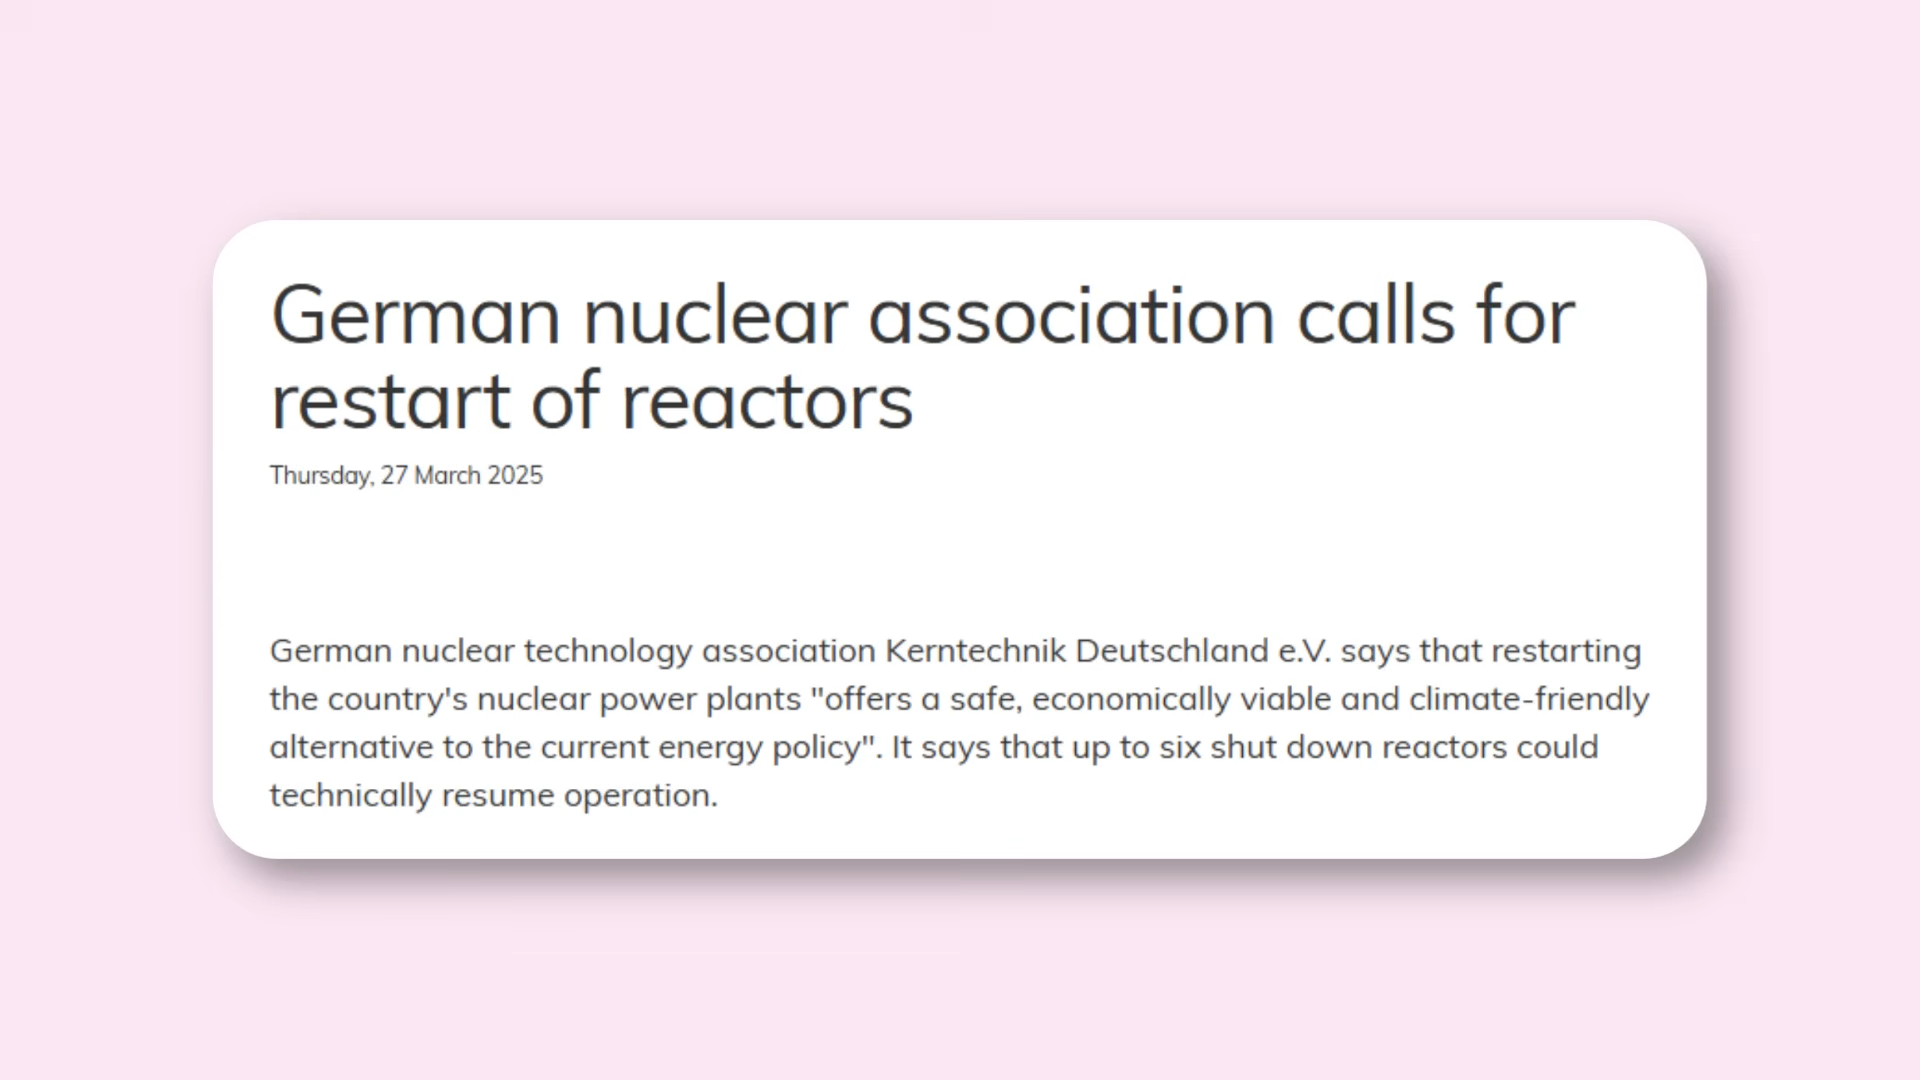 German nuclear association calls for
restart of reactors
Thursday, 27 March 2025
German nuclear technology association Kerntechnik Deutschland e.V. says that restarting
the country's nuclear power plants "offers a safe, economically viable and climate-friendly
alternative to the current energy policy". It says that up to six shut down reactors could
technically resume operation.